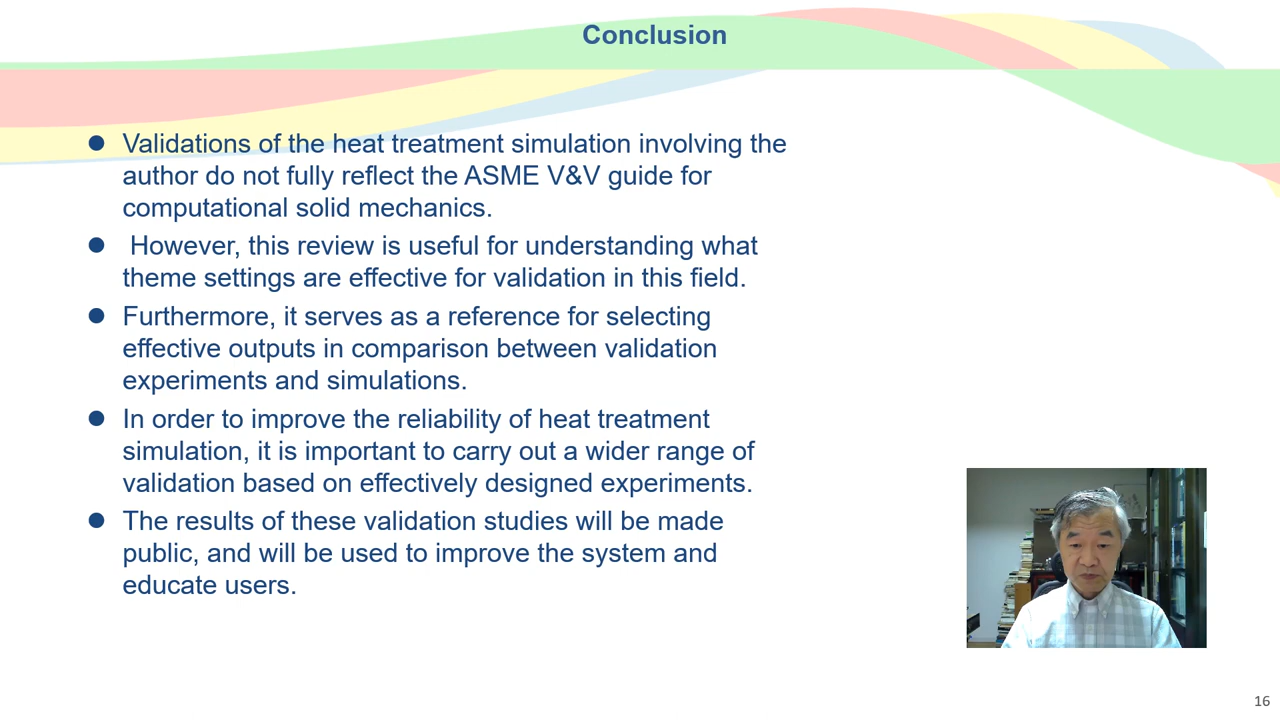 Conclusion
● Validations of the heat treatment simulation involving the
author do not fully reflect the ASME V&V guide for
computational solid mechanics.
● However, this review is useful for understanding what
theme settings are effective for validation in this field.
● Furthermore, it serves as a reference for selecting
effective outputs in comparison between validation
experiments and simulations.
● In order to improve the reliability of heat treatment
simulation, it is important to carry out a wider range of
validation based on effectively designed experiments.
● The results of these validation studies will be made
public, and will be used to improve the system and
educate users.
16